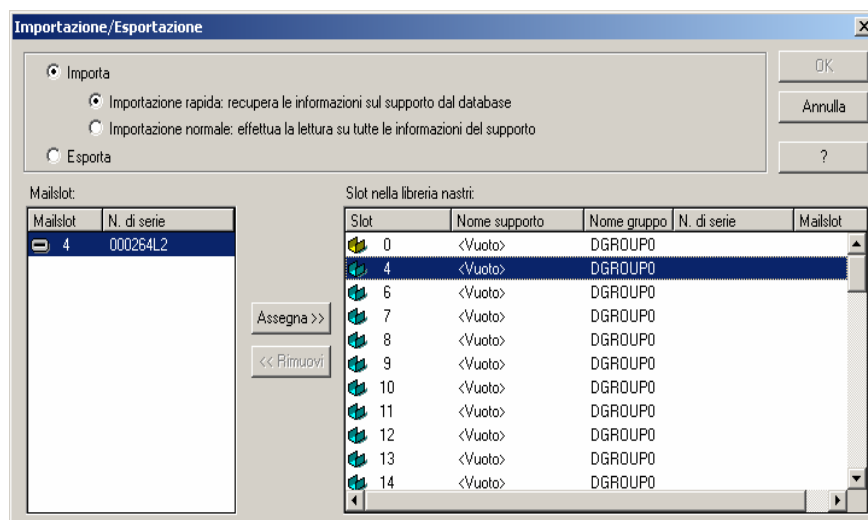 Importazione/Esportazione
Importa
Importazione rapida: recupera le informazioni sul supporto dal database
Importazione normale: effettua la lettura su tutte le informazioni del supporto
Esporta
OK
Annulla
?
Mailslot:
Mailslot N. di serie
4 000264L2
Assegna >>
<< Rimuovi
Slot nella libreria nastri:
Slot Nome supporto Nome gruppo N. di serie Mailslot
0 <Vuoto> DGROUP0
4 <Vuoto> DGROUP0
6 <Vuoto> DGROUP0
7 <Vuoto> DGROUP0
8 <Vuoto> DGROUP0
9 <Vuoto> DGROUP0
10 <Vuoto> DGROUP0
11 <Vuoto> DGROUP0
12 <Vuoto> DGROUP0
13 <Vuoto> DGROUP0
14 <Vuoto> DGROUP0